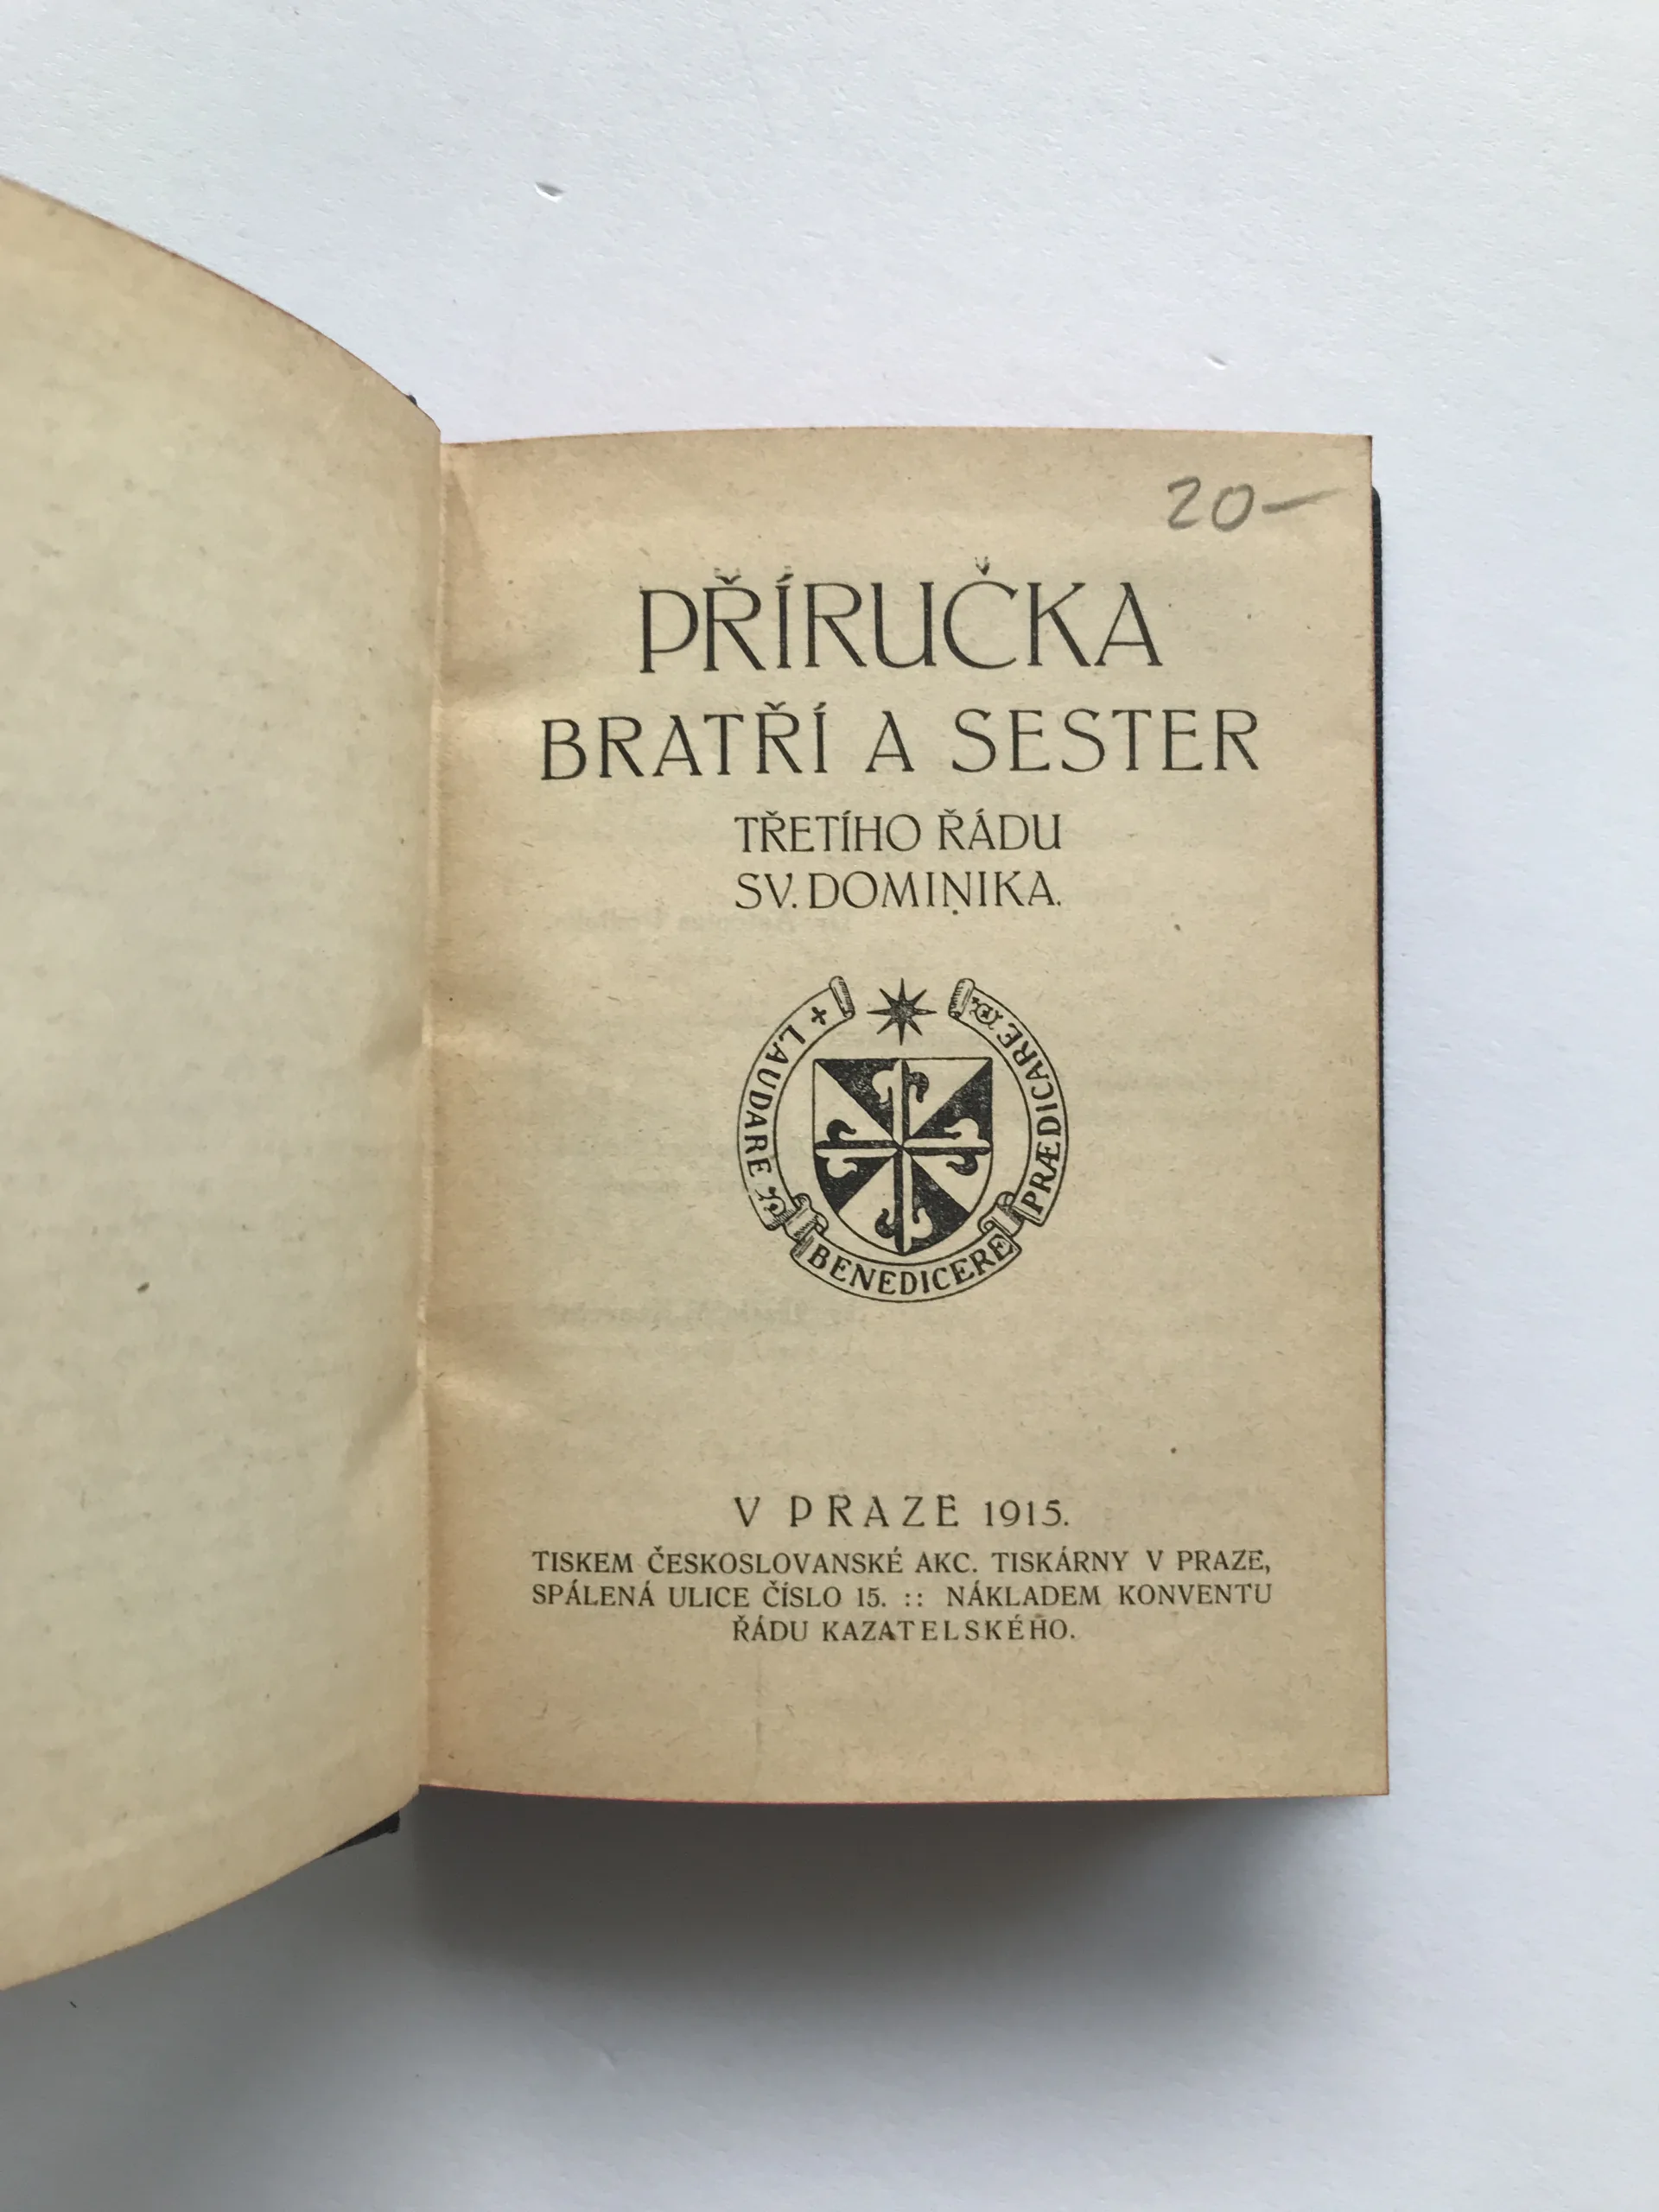 20-
PŘÍRUČKA
BRATŘÍ A SESTER
TŘETÍHO ŘÁDU
SV. DOMINIKA.
+ LAUDARE
BENEDICERE
PRÆDICARE
V PRAZE 1915.
TISKEM ČESKOSLOVANSKÉ AKC. TISKÁRNY V PRAZE,
SPÁLENÁ ULICE ČÍSLO 15. :: NÁKLADEM KONVENTU
ŘÁDU KAZATELSKÉHO.